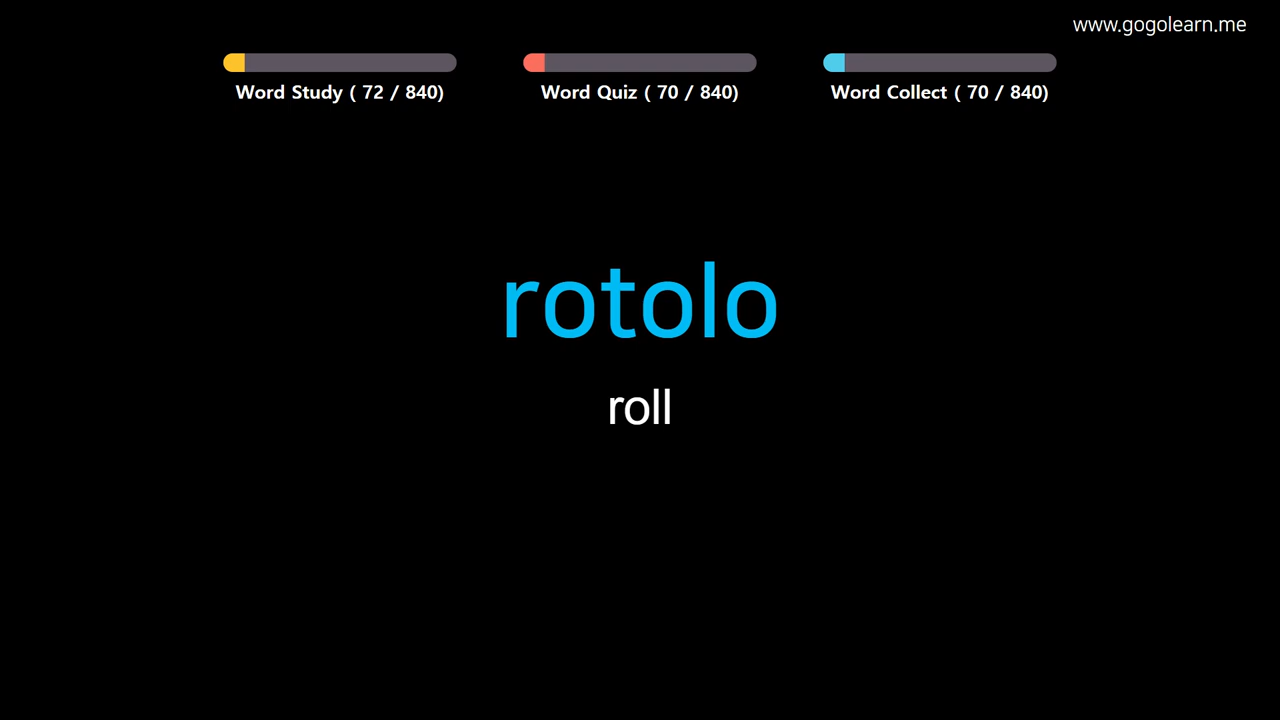 www.gogolearn.me
Word Study ( 72 / 840)
Word Quiz ( 70 / 840)
Word Collect ( 70 / 840)
rotolo
roll